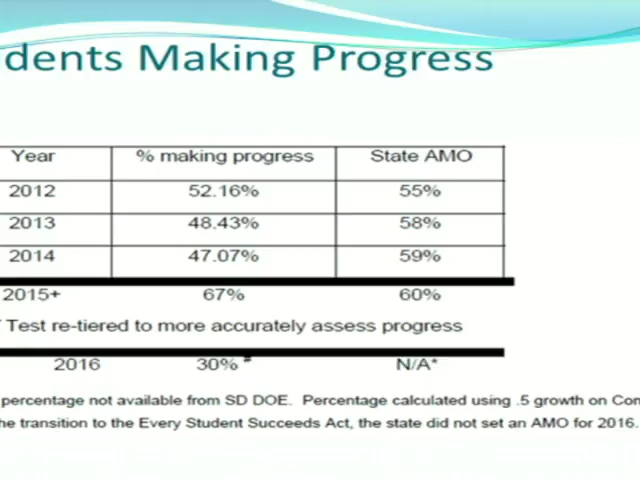 dents Making Progress
Year % making progress State AMO
2012 52.16% 55%
2013 48.43% 58%
2014 47.07% 59%
2015+ 67% 60%
Test re-tiered to more accurately assess progress
2016 30% # N/A*
percentage not available from SD DOE. Percentage calculated using .5 growth on Com
he transition to the Every Student Succeeds Act, the state did not set an AMO for 2016.